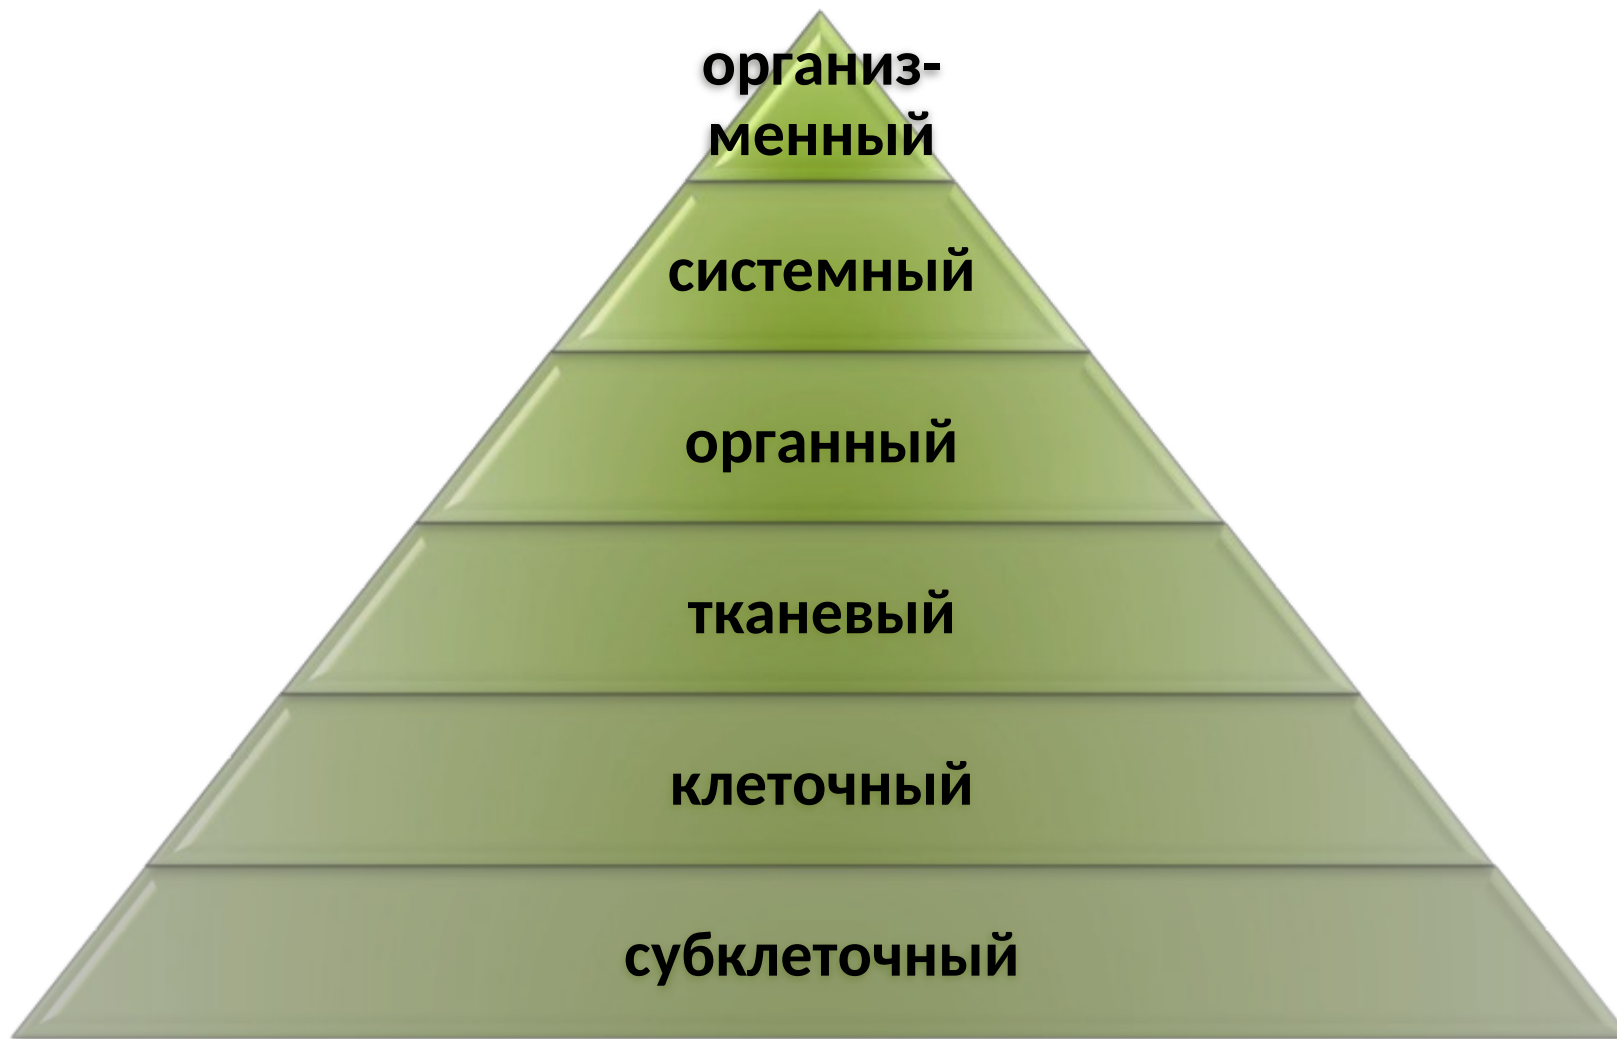 организ-
менный
системный
органный
тканевый
клеточный
субклеточный